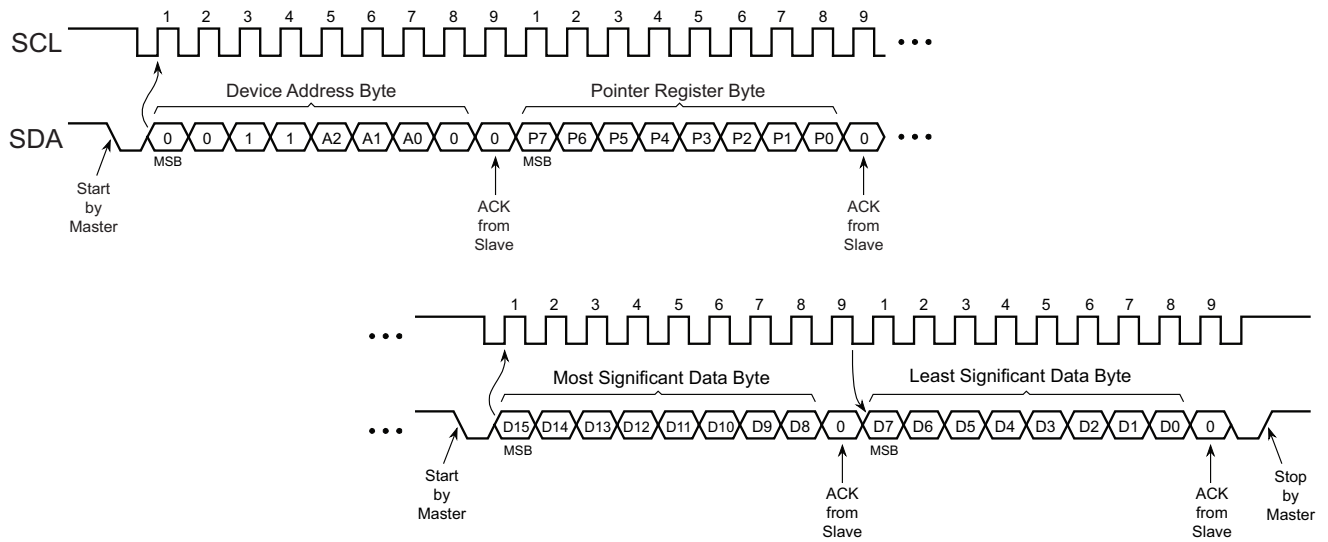 1 2 3 4 5 6 7 8 9 1 2 3 4 5 6 7 8 9
SCL
Device Address Byte Pointer Register Byte
SDA 0 0 1 1 A2 A1 A0 0 0 P7 P6 P5 P4 P3 P2 P1 P0 0
MSB MSB
Start
by
Master
ACK
from
Slave
ACK
from
Slave
1 2 3 4 5 6 7 8 9 1 2 3 4 5 6 7 8 9
Most Significant Data Byte Least Significant Data Byte
D15 D14 D13 D12 D11 D10 D9 D8 0 D7 D6 D5 D4 D3 D2 D1 D0 0
MSB MSB
Start
by
Master
ACK
from
Slave
ACK
from
Slave
Stop
by
Master